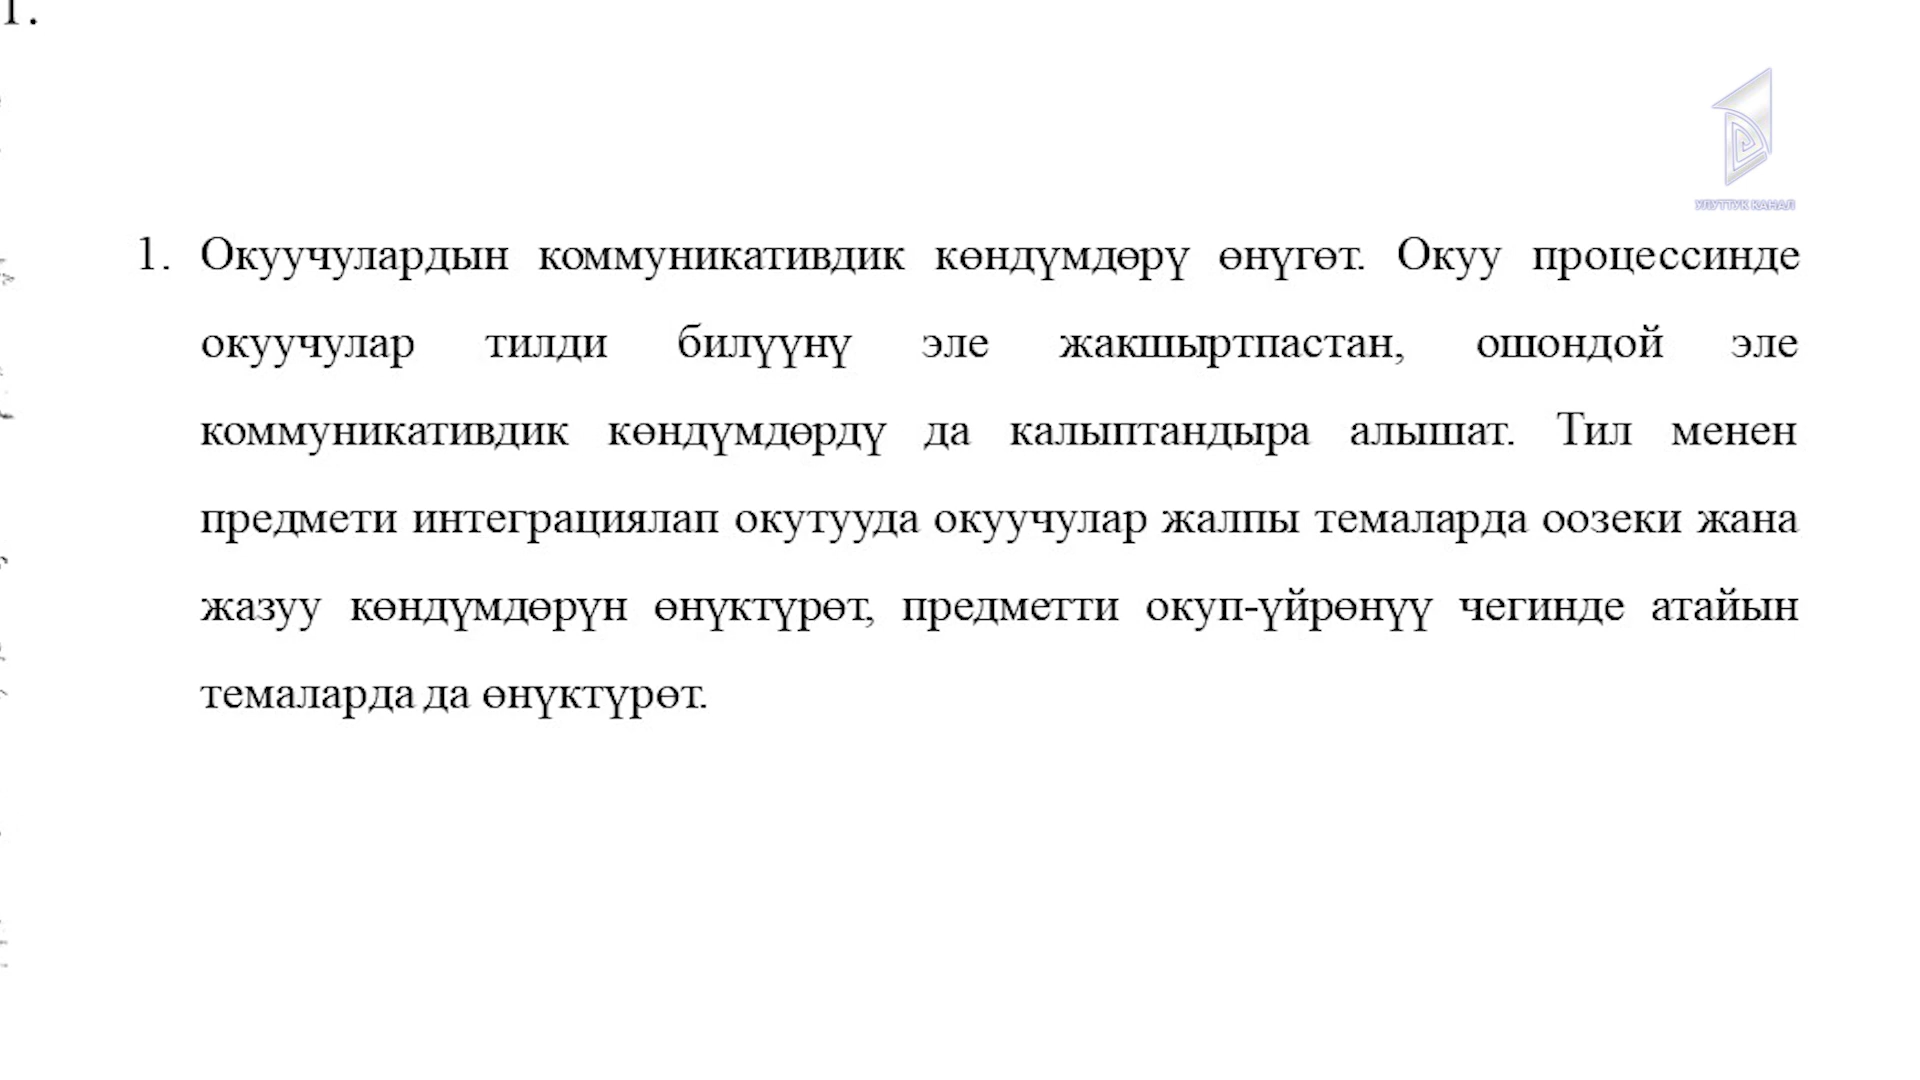 1.
УЛУТТУК КАНАЛ
1. Окуучулардын коммуникативдик көндүмдөрү өнүгөт. Окуу процессинде
окуучулар тилди билүүнү эле жакшыртпастан, ошондой эле
коммуникативдик көндүмдөрдү да калыптандыра алышат. Тил менен
предмети интеграциялап окутууда окуучулар жалпы темаларда оозеки жана
жазуу көндүмдөрүн өнүктүрөт, предметти окуп-үйрөнүү чегинде атайын
темаларда да өнүктүрөт.